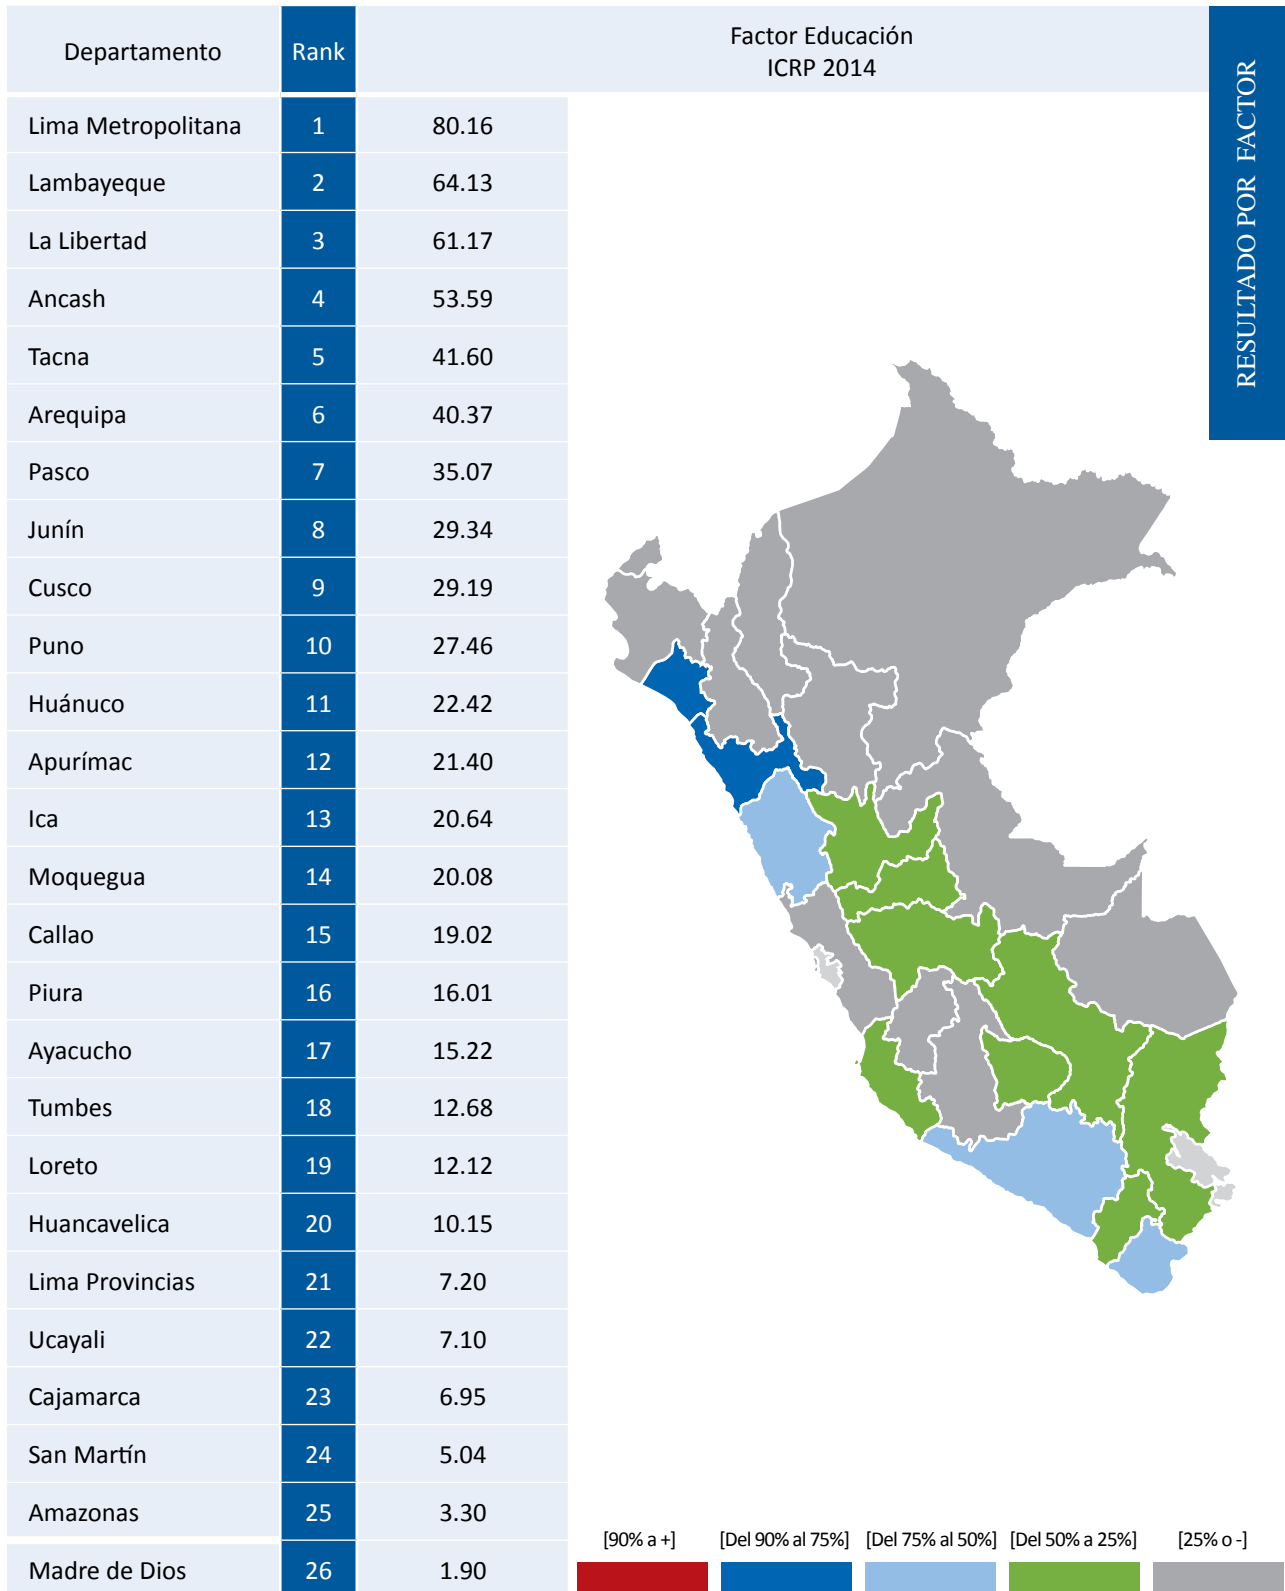 Departamento Rank Factor Educación
ICRP 2014
RESULTADO POR FACTOR
Lima Metropolitana 1 80.16
Lambayeque 2 64.13
La Libertad 3 61.17
Ancash 4 53.59
Tacna 5 41.60
Arequipa 6 40.37
Pasco 7 35.07
Junín 8 29.34
Cusco 9 29.19
Puno 10 27.46
Huánuco 11 22.42
Apurímac 12 21.40
Ica 13 20.64
Moquegua 14 20.08
Callao 15 19.02
Piura 16 16.01
Ayacucho 17 15.22
Tumbes 18 12.68
Loreto 19 12.12
Huancavelica 20 10.15
Lima Provincias 21 7.20
Ucayali 22 7.10
Cajamarca 23 6.95
San Martín 24 5.04
Amazonas 25 3.30
Madre de Dios 26 1.90
[90% a +] [Del 90% al 75%] [Del 75% al 50%] [Del 50% a 25%] [25% o -]